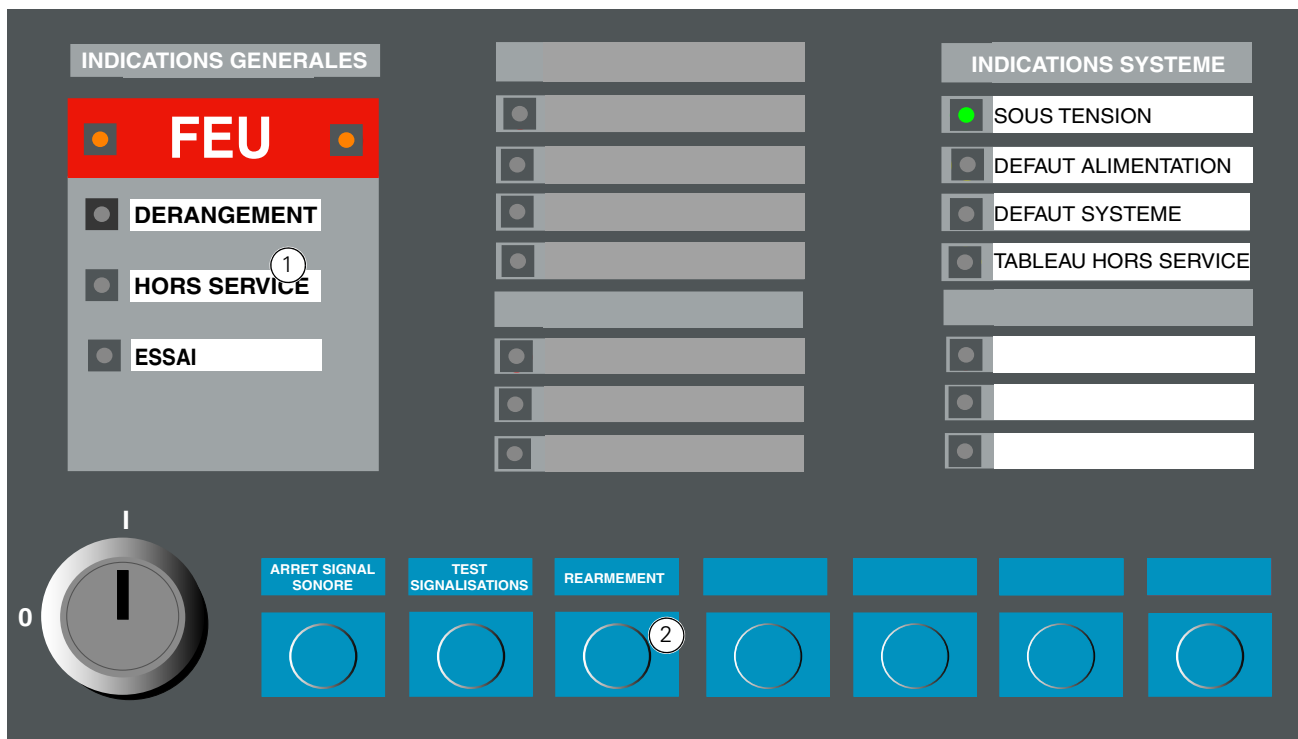 INDICATIONS GENERALES
FEU
DERANGEMENT
1
HORS SERVICE
ESSAI
INDICATIONS SYSTEME
SOUS TENSION
DEFAUT ALIMENTATION
DEFAUT SYSTEME
TABLEAU HORS SERVICE
I
0
ARRET SIGNAL
SONORE
TEST
SIGNALISATIONS
REARMEMENT
2